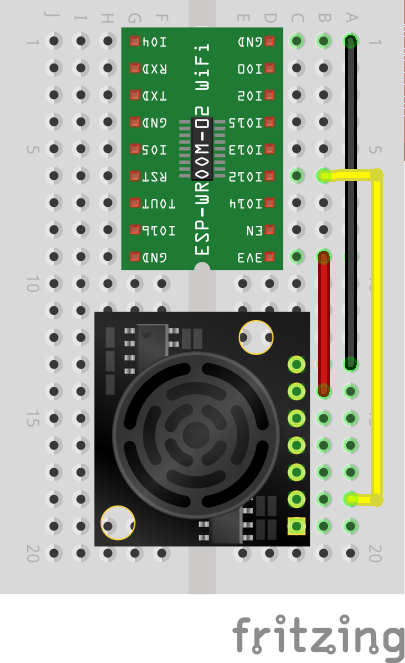 J I H G F E D C B A
1 1
IO4 GND
RXD IO0
TXD IO2
GND IO15
IO5 IO13
5 5
RST IO12
TOUT IO14
IO16 EN
GND 3V3
ESP-WROOM-02 WiFi
10
15
20 20
fritzing